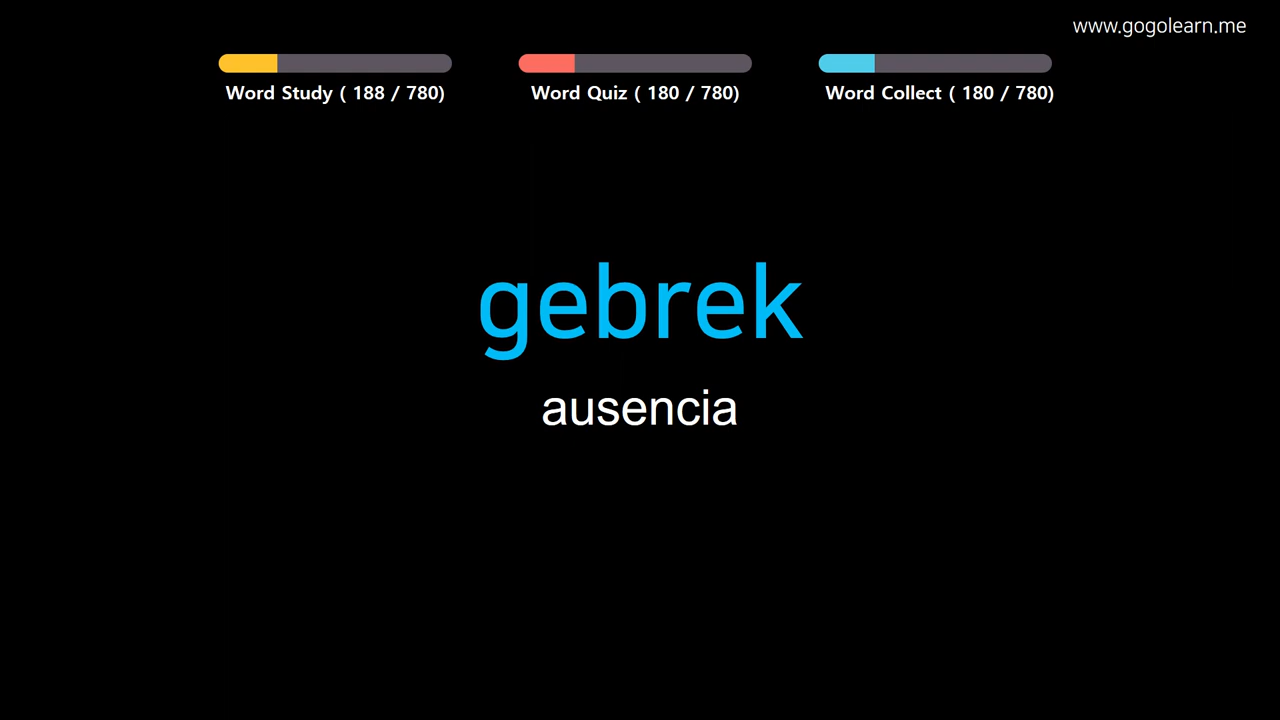 www.gogolearn.me
Word Study ( 188 / 780)
Word Quiz ( 180 / 780)
Word Collect ( 180 / 780)
gebrek
ausencia